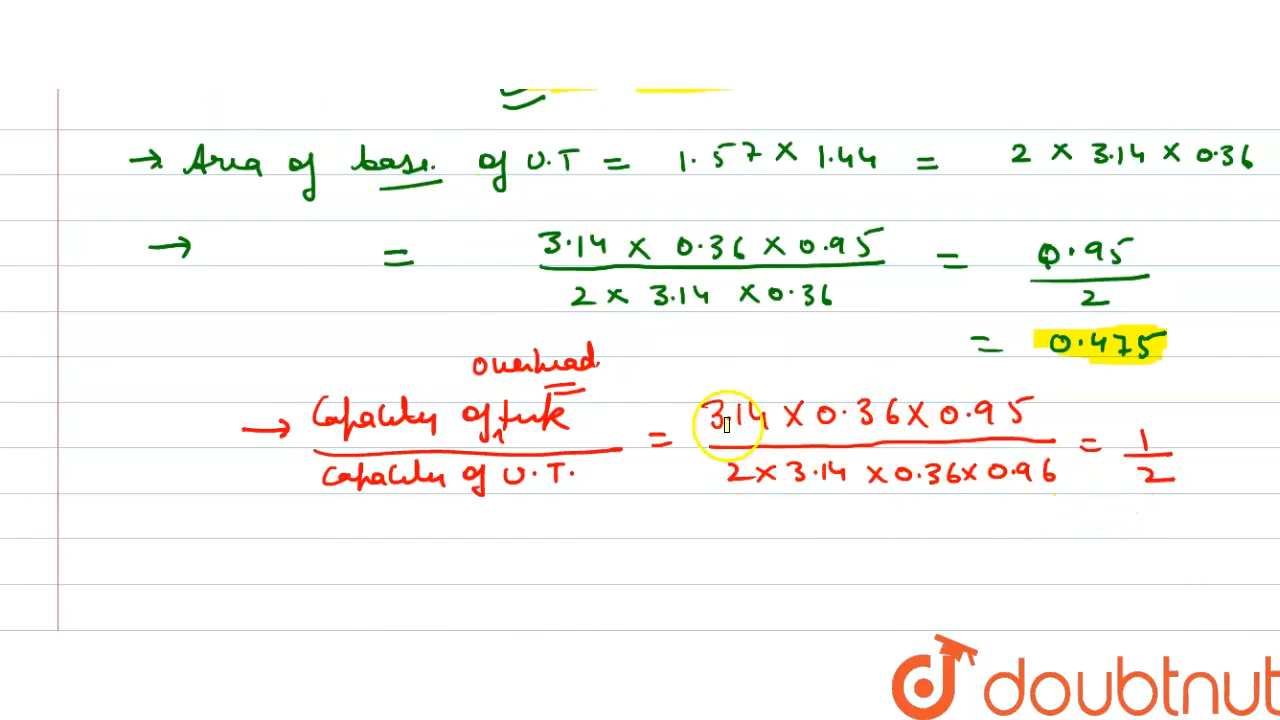 → Area of base of U.T = 1.57 × 1.44 = 2 × 3.14 × 0.36
→ = 3.14 × 0.36 × 0.95 / 2 × 3.14 × 0.36 = 0.95 / 2
= 0.475
overhead
→ Capacity of tank / Capacity of U.T. = 3.14 × 0.36 × 0.95 / 2 × 3.14 × 0.36 × 0.96 = 1 / 2
doubtnut